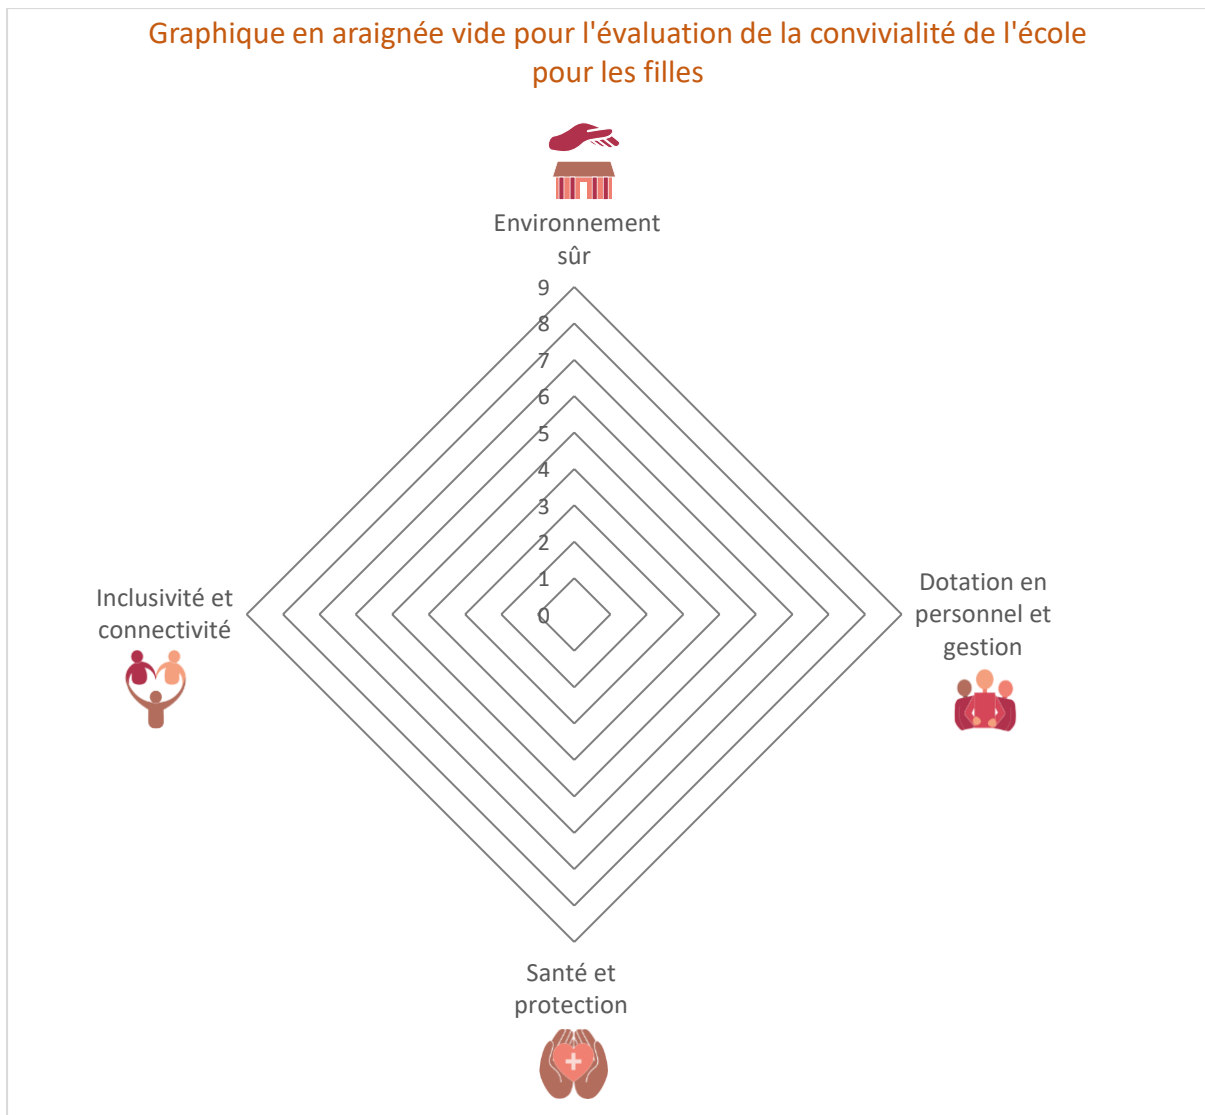 Graphique en araignée vide pour l'évaluation de la convivialité de l'école
pour les filles
Environnement
sûr
9
8
7
6
5
4
3
2
1
0
Inclusivité et
connectivité
Dotation en
personnel et
gestion
Santé et
protection